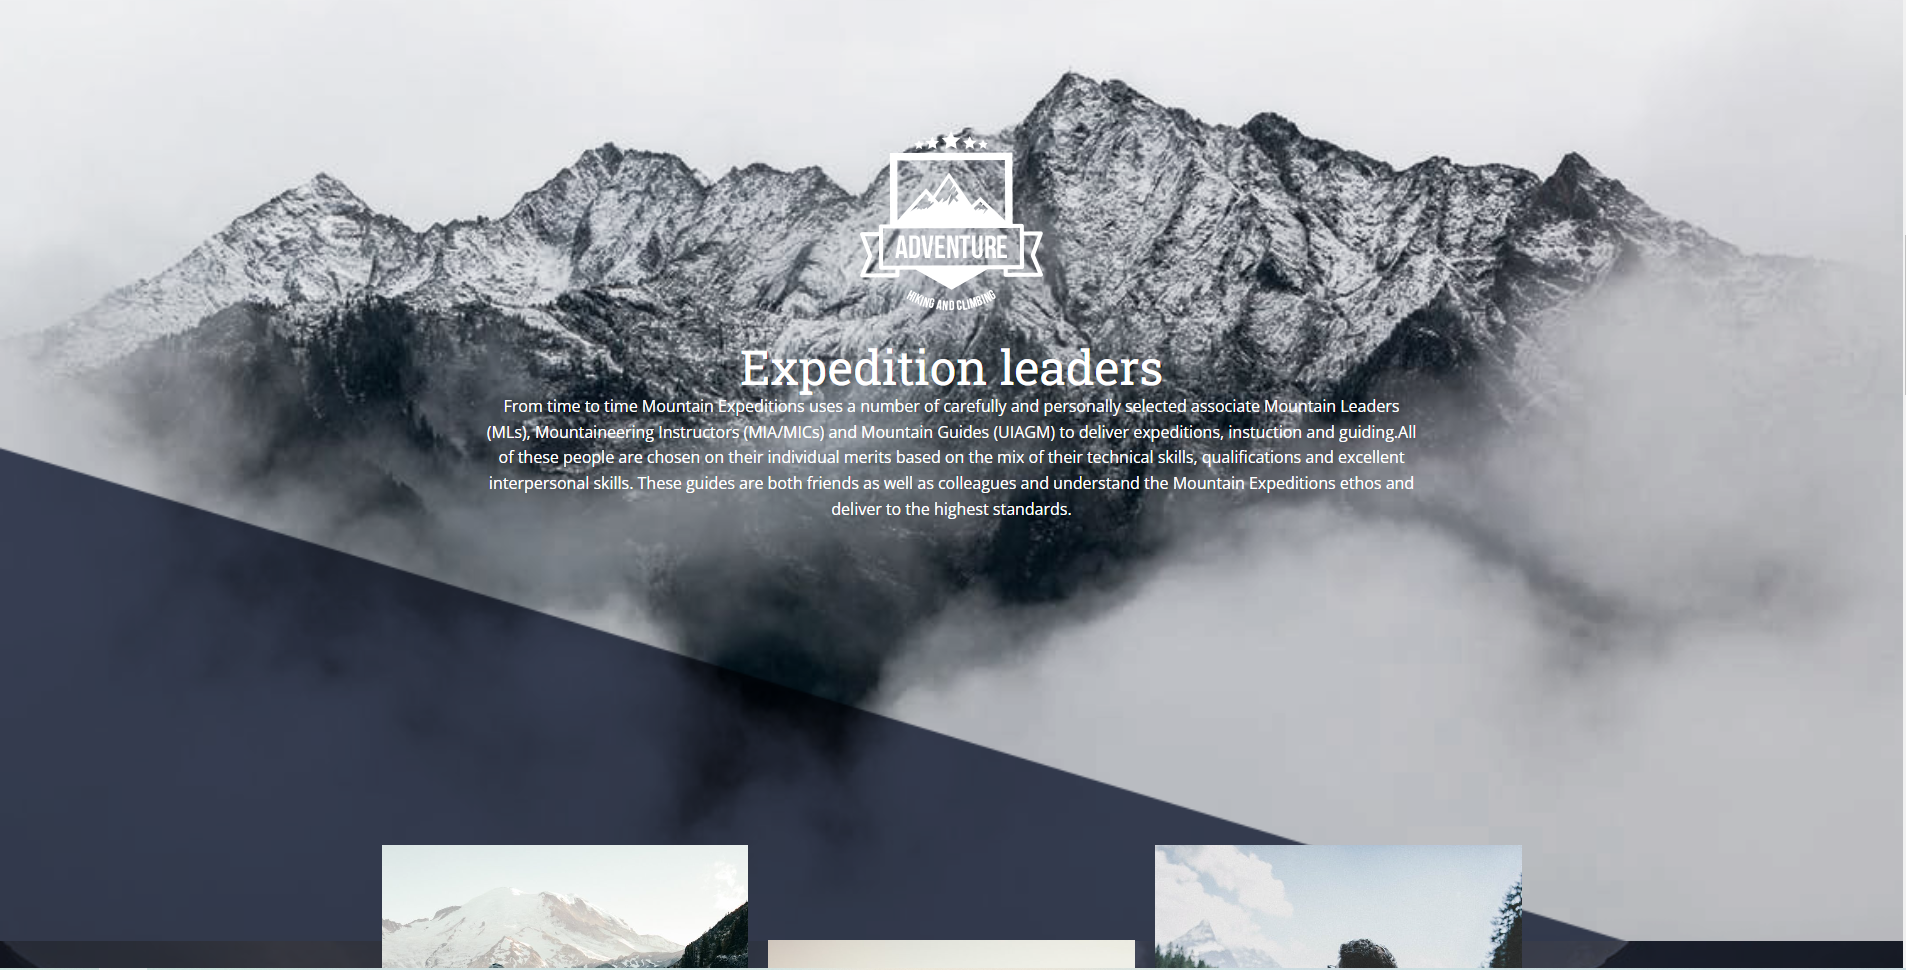 ADVENTURE
HIKING AND CLIMBING
Expedition leaders
From time to time Mountain Expeditions uses a number of carefully and personally selected associate Mountain Leaders
(MLs), Mountaineering Instructors (MIA/MICs) and Mountain Guides (UIAGM) to deliver expeditions, instuction and guiding.All
of these people are chosen on their individual merits based on the mix of their technical skills, qualifications and excellent
interpersonal skills. These guides are both friends as well as colleagues and understand the Mountain Expeditions ethos and
deliver to the highest standards.